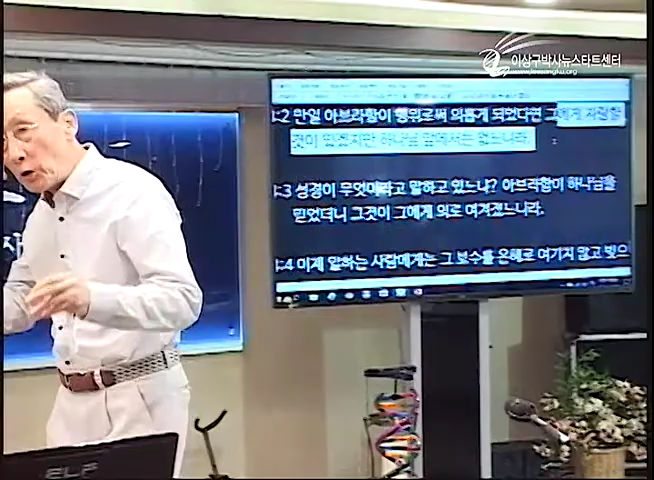 이상구박사뉴스타트센터
1:2 만일 아브라함이 행위로써 의롭게 되었다면 그에게 자랑할
것이 있겠지만 하나님 앞에서는 없느니라.
1:3 성경이 무엇이라고 말하고 있느냐? 아브라함이 하나님을
믿었더니 그것이 그에게 의로 여겨졌느니라.
1:4 이제 일하는 사람에게는 그 보수를 은혜로 여기지 않고 빚으